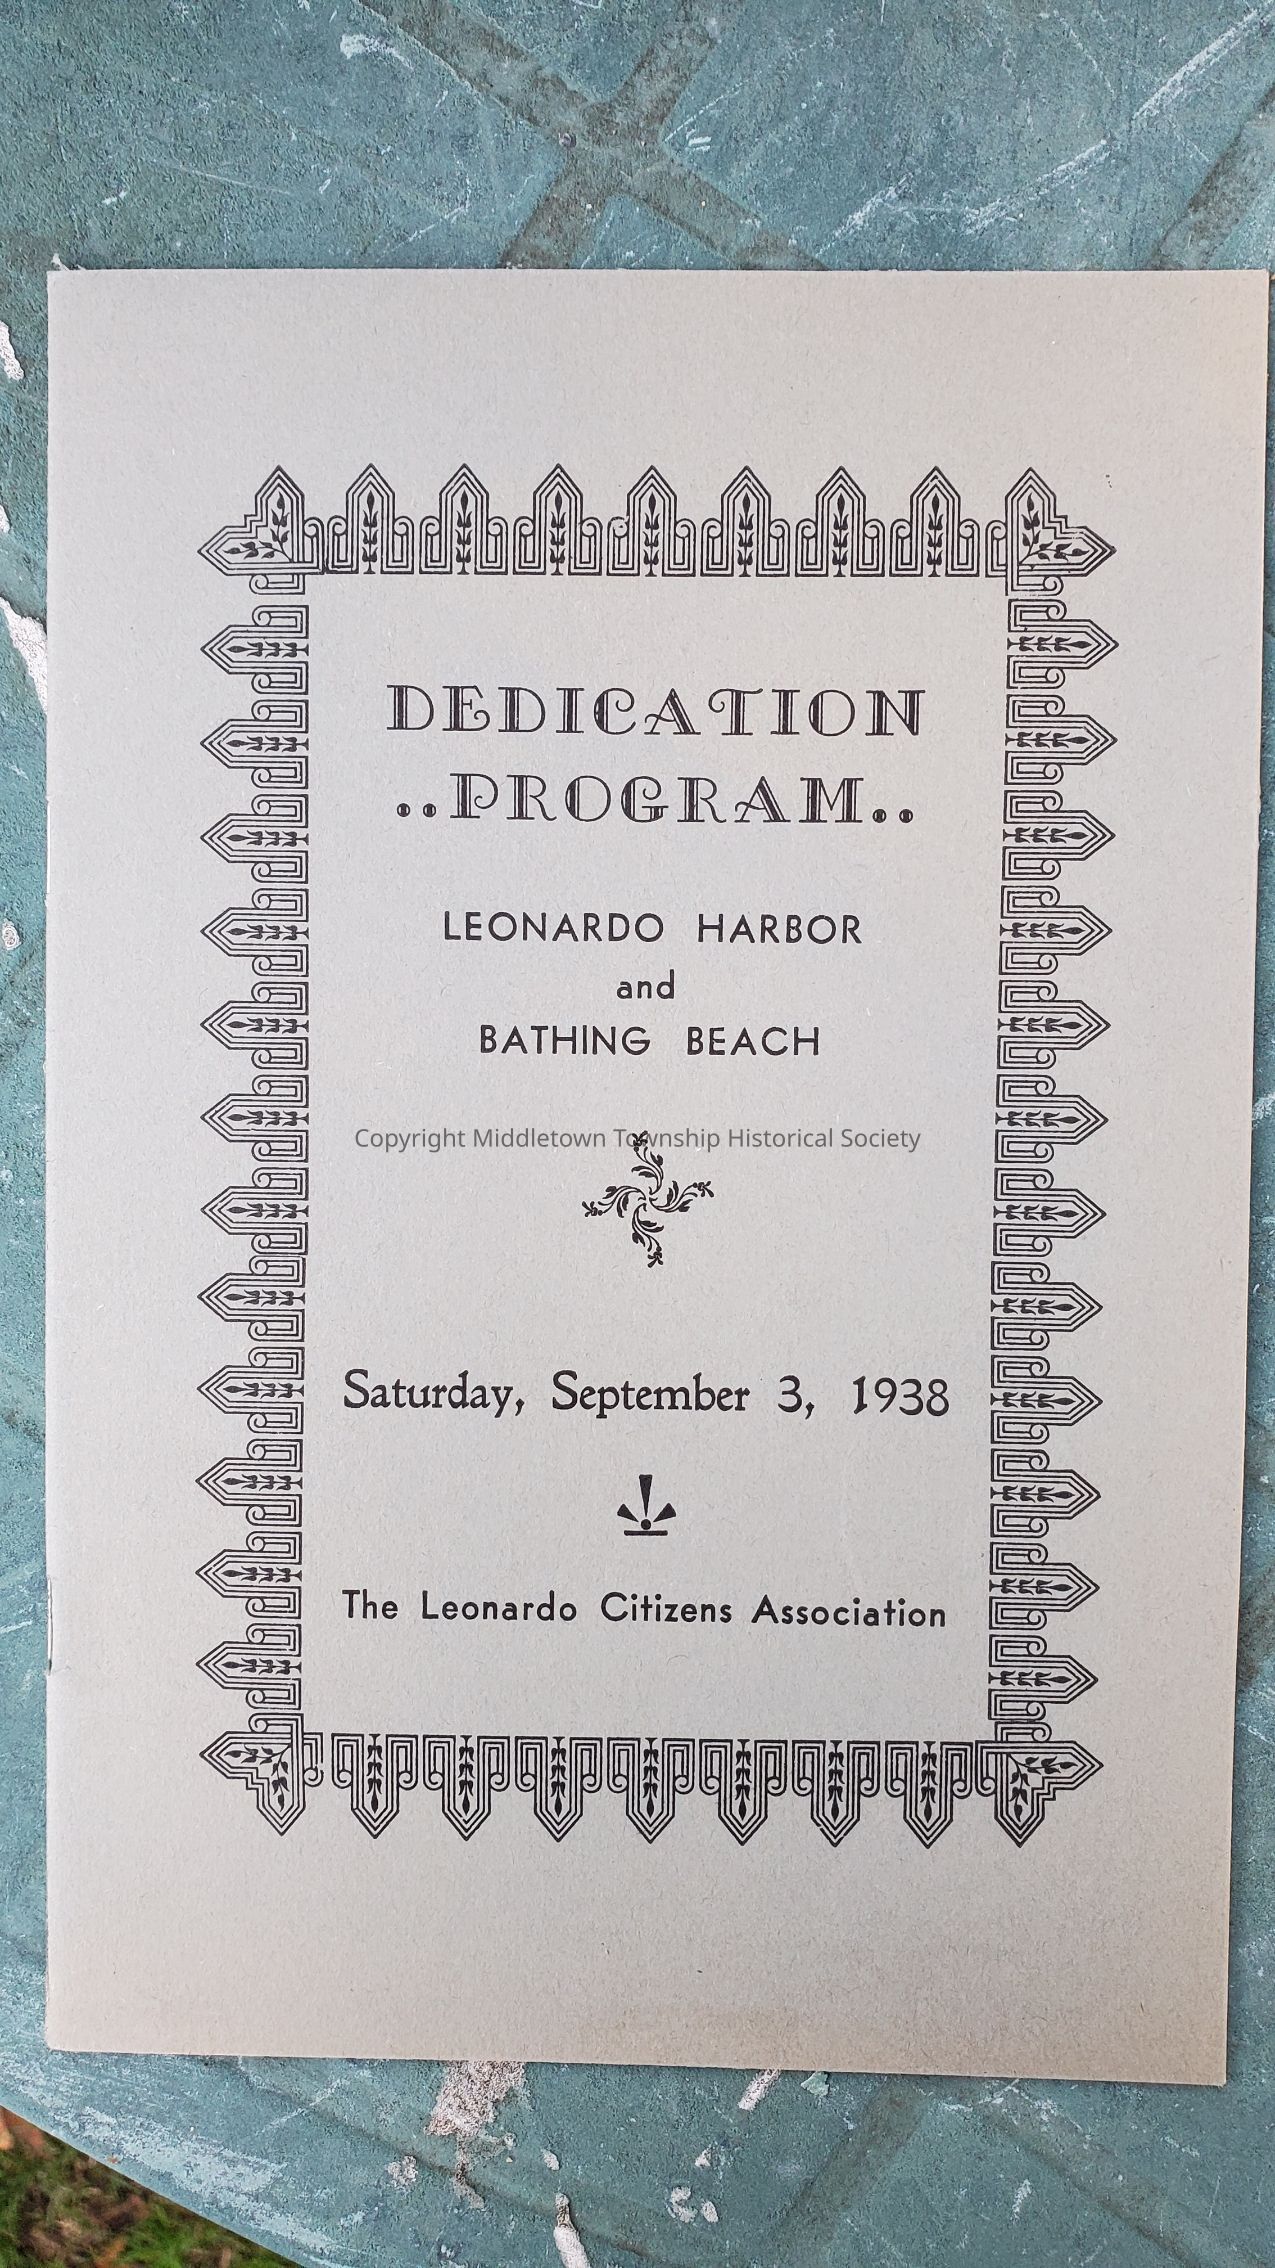 DEDICATION
..PROGRAM..
LEONARDO HARBOR
and
BATHING BEACH
Copyright Middletown Township Historical Society
Saturday, September 3, 1938
The Leonardo Citizens Association